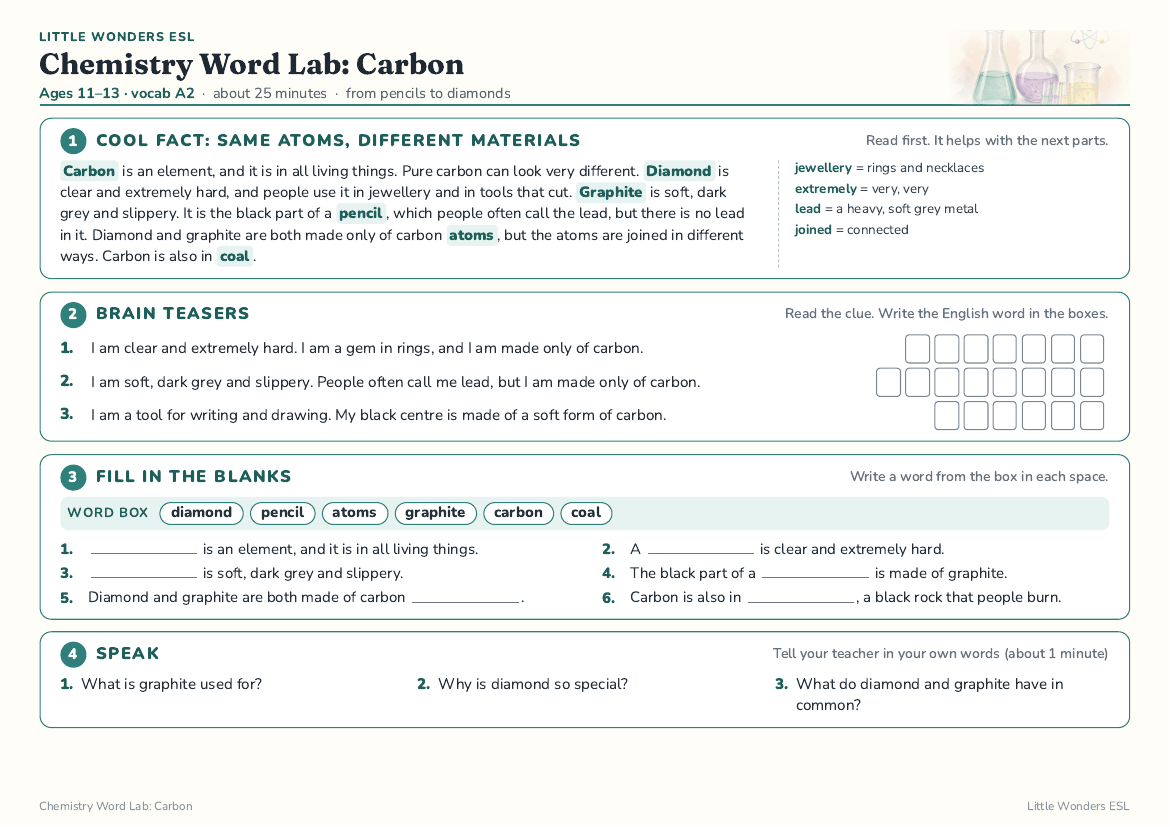 LITTLE WONDERS ESL
Chemistry Word Lab: Carbon
Ages 11–13 · vocab A2 · about 25 minutes · from pencils to diamonds
1 COOL FACT: SAME ATOMS, DIFFERENT MATERIALS
Read first. It helps with the next parts.
Carbon is an element, and it is in all living things. Pure carbon can look very different. Diamond is
clear and extremely hard, and people use it in jewellery and in tools that cut. Graphite is soft, dark
grey and slippery. It is the black part of a pencil, which people often call the lead, but there is no lead
in it. Diamond and graphite are both made only of carbon atoms, but the atoms are joined in different
ways. Carbon is also in coal.
jewellery = rings and necklaces
extremely = very, very
lead = a heavy, soft grey metal
joined = connected
2 BRAIN TEASERS
Read the clue. Write the English word in the boxes.
1. I am clear and extremely hard. I am a gem in rings, and I am made only of carbon.
2. I am soft, dark grey and slippery. People often call me lead, but I am made only of carbon.
3. I am a tool for writing and drawing. My black centre is made of a soft form of carbon.
3 FILL IN THE BLANKS
Write a word from the box in each space.
WORD BOX diamond pencil atoms graphite carbon coal
1. ______ is an element, and it is in all living things.
2. A ______ is clear and extremely hard.
3. ______ is soft, dark grey and slippery.
4. The black part of a ______ is made of graphite.
5. Diamond and graphite are both made of carbon ______.
6. Carbon is also in ______, a black rock that people burn.
4 SPEAK
Tell your teacher in your own words (about 1 minute)
1. What is graphite used for?
2. Why is diamond so special?
3. What do diamond and graphite have in
common?
Chemistry Word Lab: Carbon
Little Wonders ESL